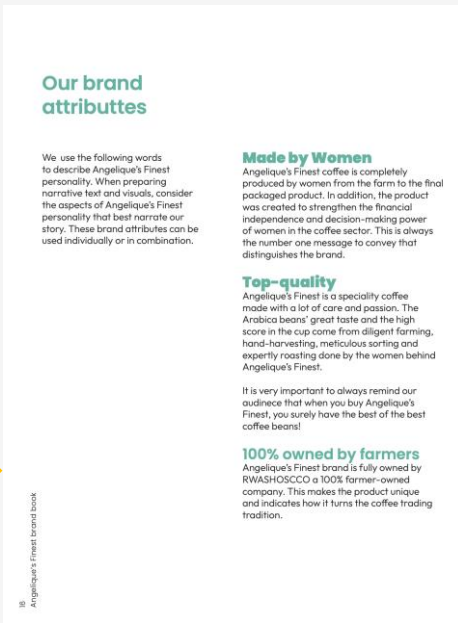 Our brand
attributtes
We use the following words
to describe Angelique's Finest
personality. When preparing
narrative text and visuals, consider
the aspects of Angelique's Finest
personality that best narrate our
story. These brand attributes can be
used individually or in combination.
Made by Women
Angelique's Finest coffee is completely
produced by women from the farm to the final
packaged product. In addition, the product
was created to strengthen the financial
independence and decision-making power
of women in the coffee sector. This is always
the number one message to convey that
distinguishes the brand.
Top-quality
Angelique's Finest is a speciality coffee
made with a lot of care and passion. The
Arabica beans' great taste and the high
score in the cup come from diligent farming,
hand-harvesting, meticulous sorting and
expertly roasting done by the women behind
Angelique's Finest.
It is very important to always remind our
audinece that when you buy Angelique's
Finest, you surely have the best of the best
coffee beans!
100% owned by farmers
Angelique's Finest brand is fully owned by
RWASHOSCCO a 100% farmer-owned
company. This makes the product unique
and indicates how it turns the coffee trading
tradition.
16
Angelique's Finest brand book